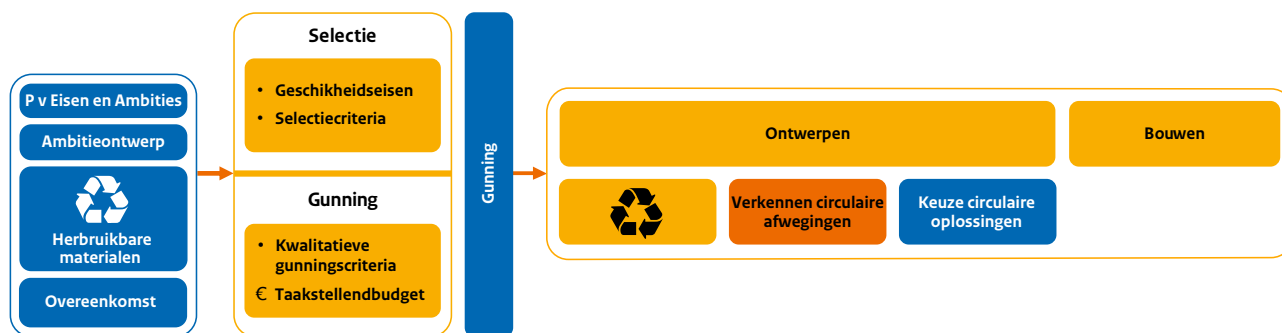 P v Eisen en Ambities
Ambitieontwerp
Herbruikbare
materialen
Overeenkomst
Selectie
• Geschikheidseisen
• Selectiecriteria
Gunning
• Kwalitatieve
gunningscriteria
€ Taakstellendbudget
Gunning
Ontwerpen
Bouwen
Verkennen circulaire
afwegingen
Keuze circulaire
oplossingen